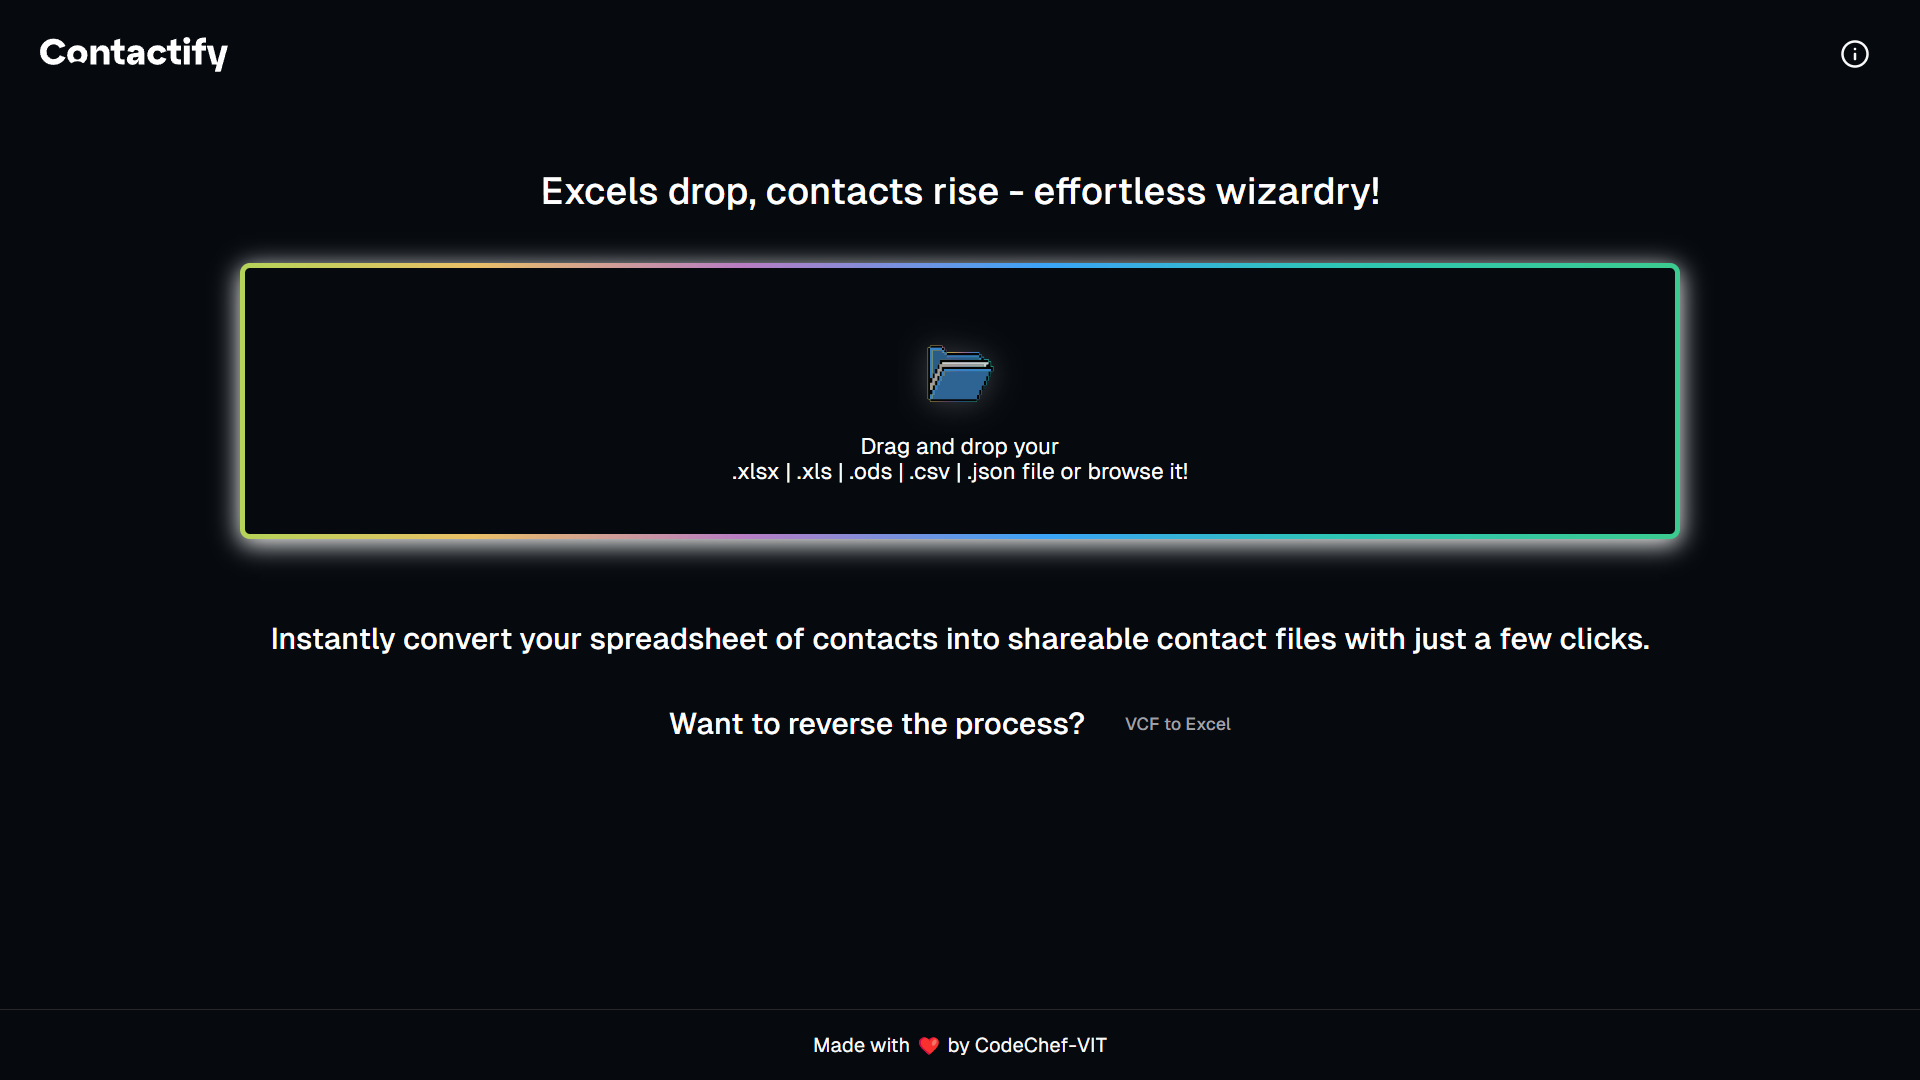 Contactify
Excels drop, contacts rise - effortless wizardry!
Drag and drop your
.xlsx | .xls | .ods | .csv | .json file or browse it!
Instantly convert your spreadsheet of contacts into shareable contact files with just a few clicks.
Want to reverse the process? VCF to Excel
Made with ❤️ by CodeChef-VIT